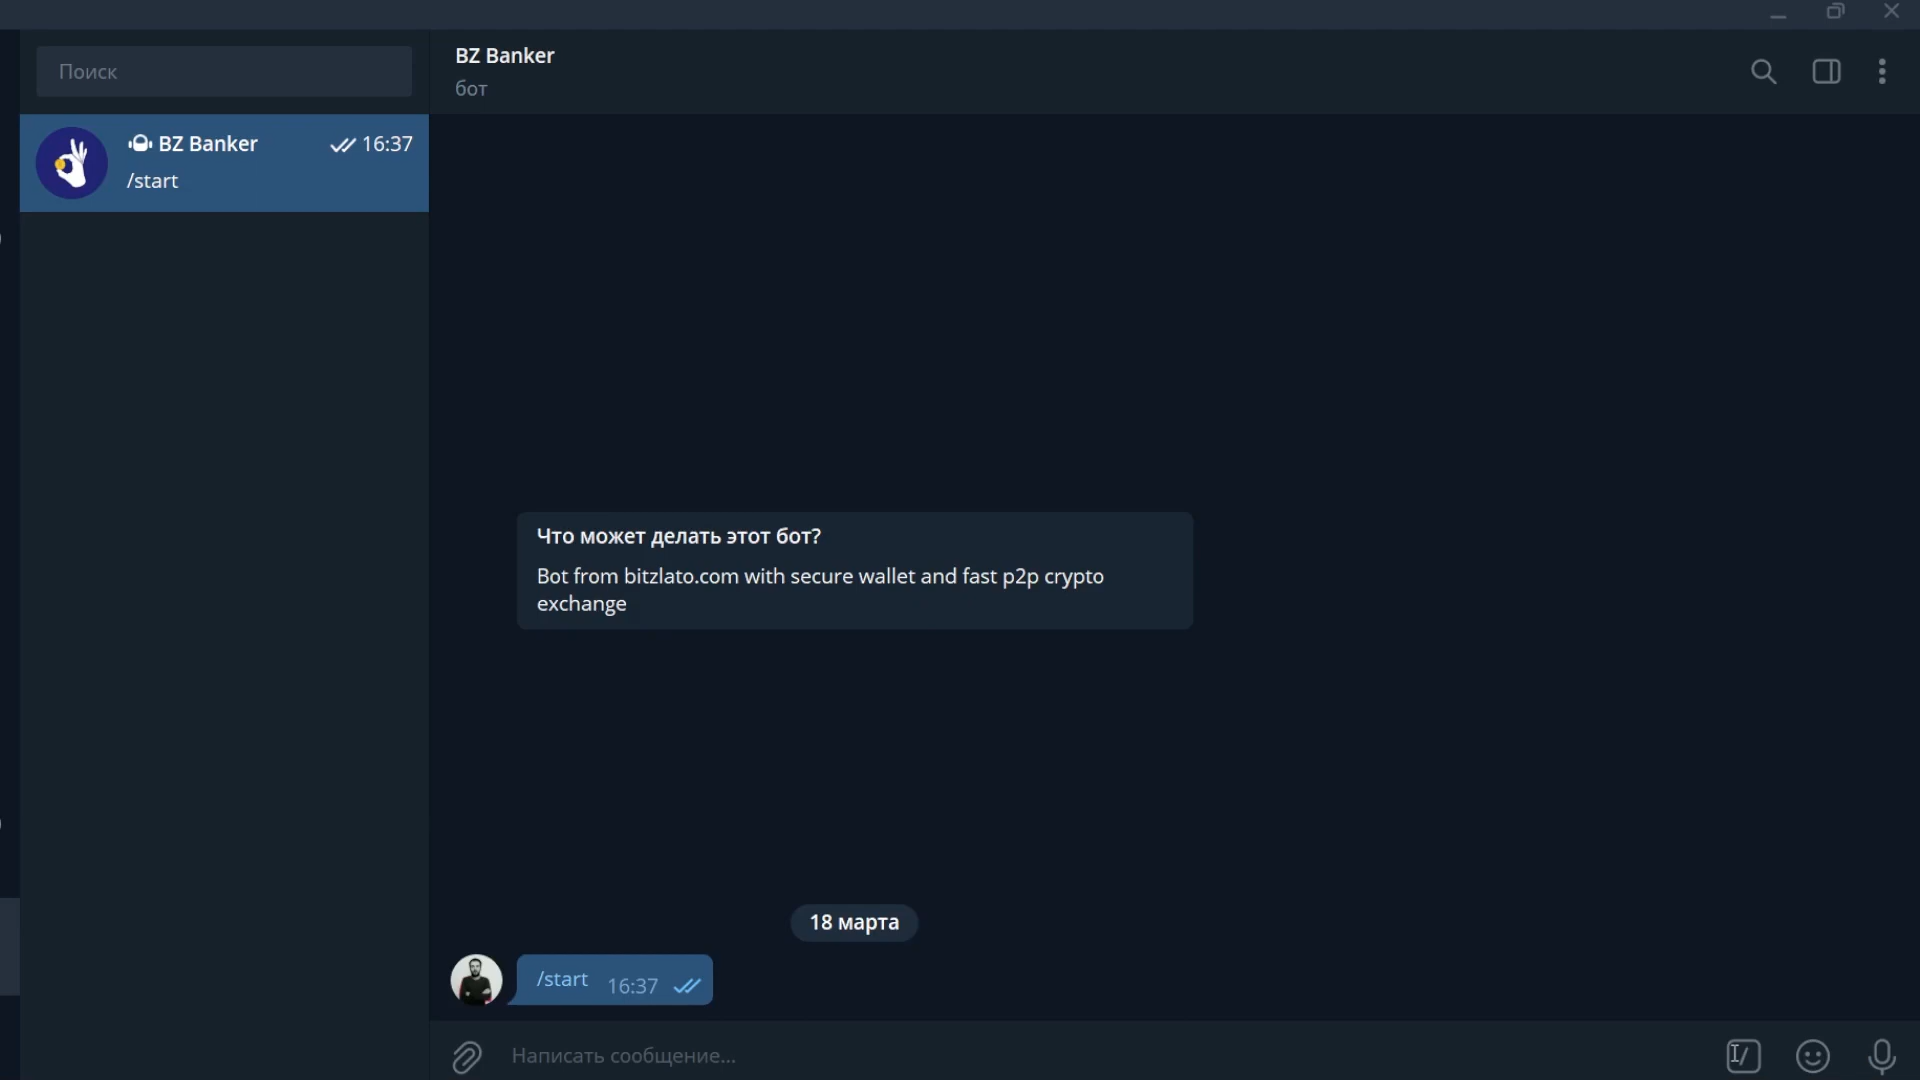 Поиск
BZ Banker
16:37
/start
BZ Banker
бот
Что может делать этот бот?
Bot from bitzlato.com with secure wallet and fast p2p crypto
exchange
18 марта
/start 16:37
Написать сообщение...